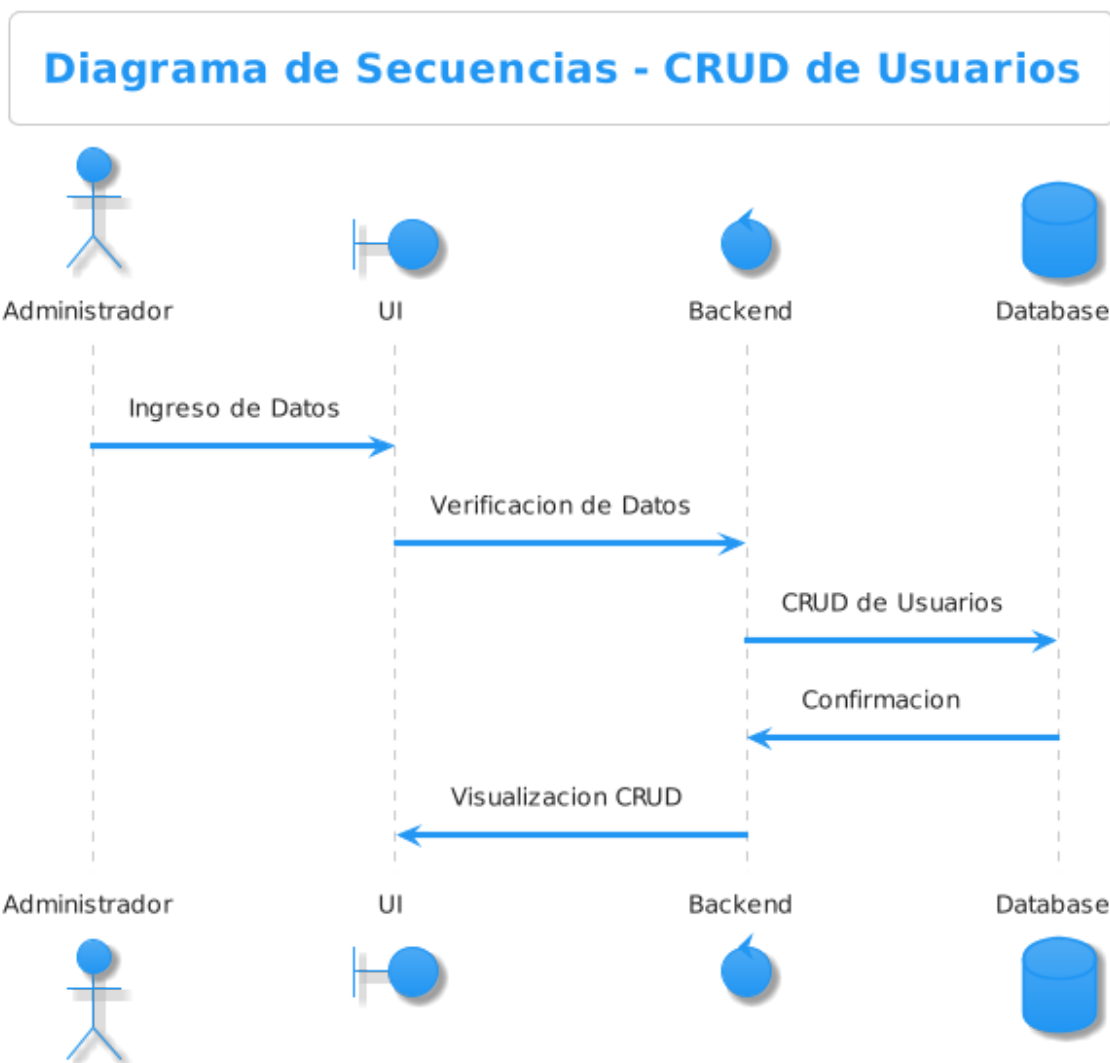 Diagrama de Secuencias - CRUD de Usuarios
Administrador
UI
Backend
Database
Ingreso de Datos
Verificacion de Datos
CRUD de Usuarios
Confirmacion
Visualizacion CRUD
Administrador
UI
Backend
Database